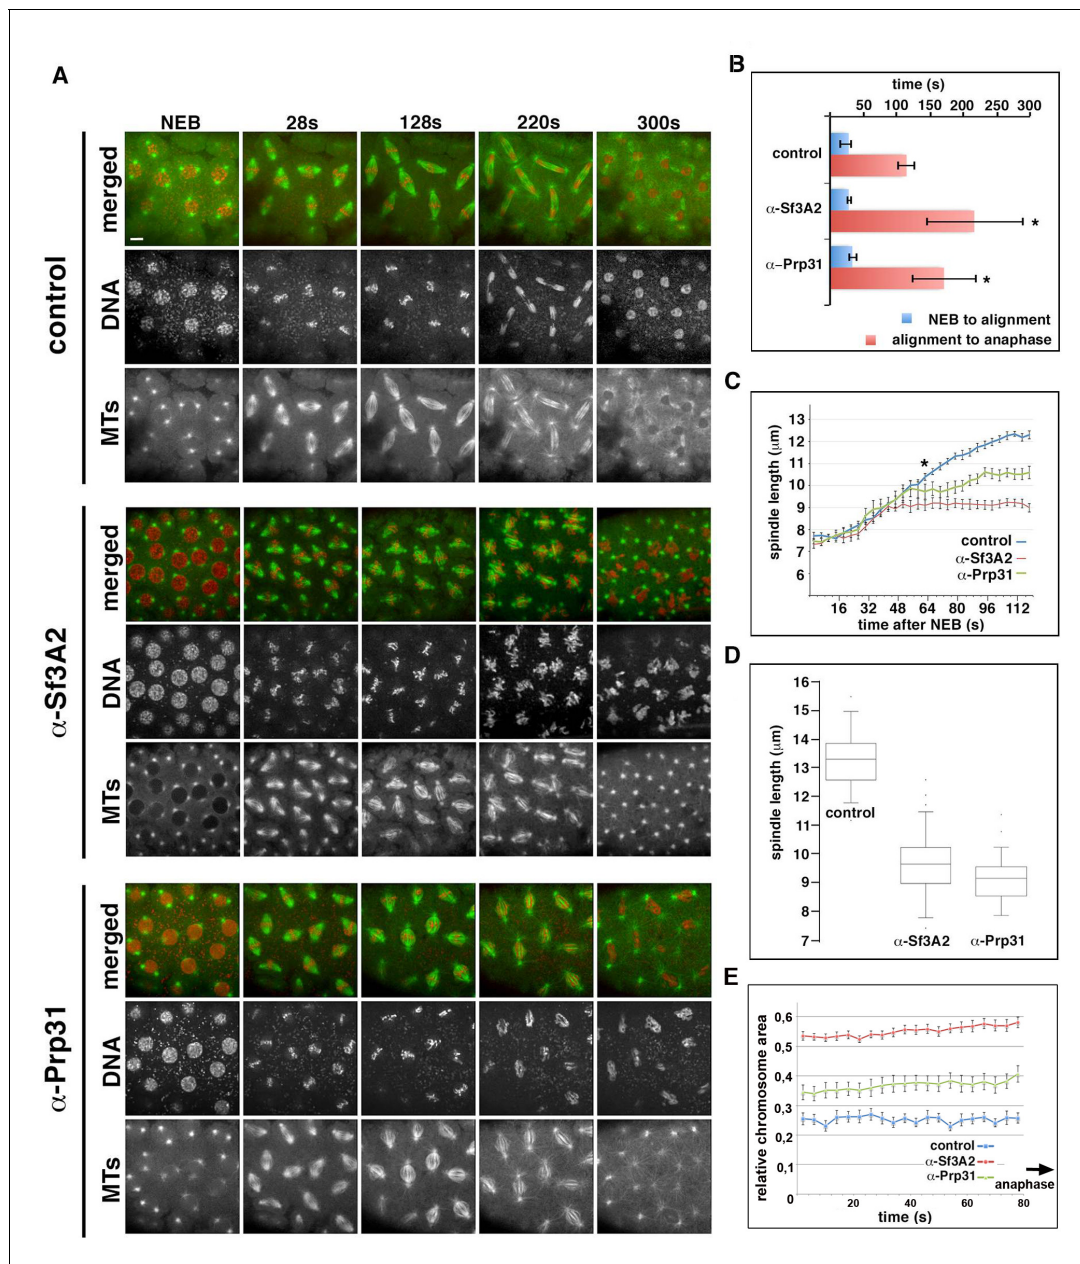 A
NEB 28s 128s 220s 300s
control
merged
DNA
MTs
α-Sf3A2
merged
DNA
MTs
α-Prp31
merged
DNA
MTs
B
time (s)
50 100 150 200 250 300
control
α-Sf3A2
*
α–Prp31
*
NEB to alignment
alignment to anaphase
C
spindle length (μm)
13
12
11
10
9
8
7
6
*
control
α-Sf3A2
α-Prp31
16 32 48 64 80 96 112
time after NEB (s)
D
spindle length (μm)
16
15
14
13
12
11
10
9
8
7
control
α-Sf3A2 α-Prp31
E
relative chromosome area
0,6
0,5
0,4
0,3
0,2
0,1
0
control
α-Sf3A2
α-Prp31
anaphase
20 40 60 80
time (s)